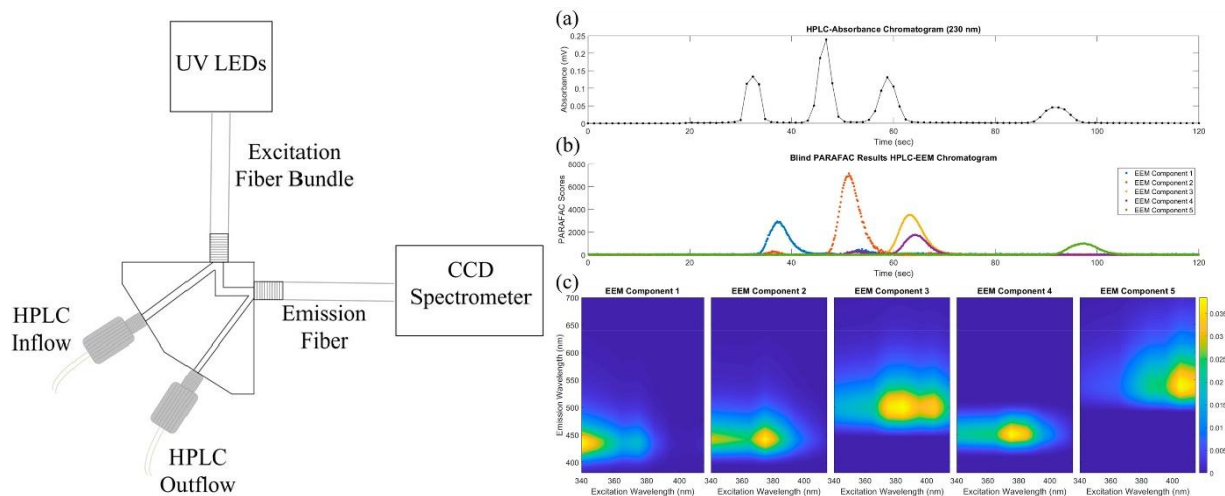 UV LEDs
Excitation
Fiber Bundle
CCD
Spectrometer
Emission
Fiber
HPLC
Inflow
HPLC
Outflow
(a)
HPLC-Absorbance Chromatogram (230 nm)
Absorbance (mV)
0.25
0.2
0.15
0.1
0.05
0
0 20 40 60 80 100 120
Time (sec)
(b)
Blind PARAFAC Results HPLC-EEM Chromatogram
PARAFAC Scores
8000
6000
4000
2000
0
EEM Component 1
EEM Component 2
EEM Component 3
EEM Component 4
EEM Component 5
0 20 40 60 80 100 120
Time (sec)
(c)
EEM Component 1 EEM Component 2 EEM Component 3 EEM Component 4 EEM Component 5
Emission Wavelength (nm)
700
650
600
550
500
450
400
340 360 380 400 340 360 380 400 340 360 380 400 340 360 380 400 340 360 380 400
Excitation Wavelength (nm) Excitation Wavelength (nm) Excitation Wavelength (nm) Excitation Wavelength (nm) Excitation Wavelength (nm)
0.035
0.03
0.025
0.02
0.015
0.01
0.005
0